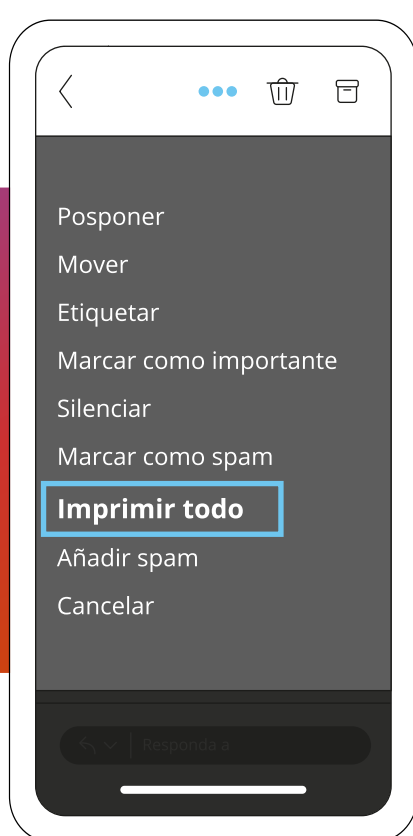 Posponer
Mover
Etiquetar
Marcar como importante
Silenciar
Marcar como spam
Imprimir todo
Añadir spam
Cancelar
Responda a